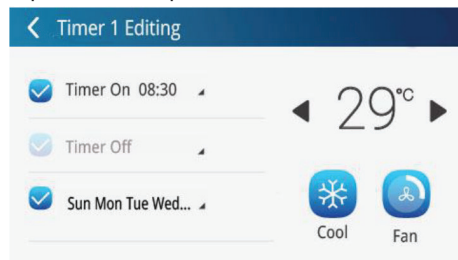 Timer 1 Editing
Timer On 08:30
Timer Off
Sun Mon Tue Wed...
29°C
Cool
Fan